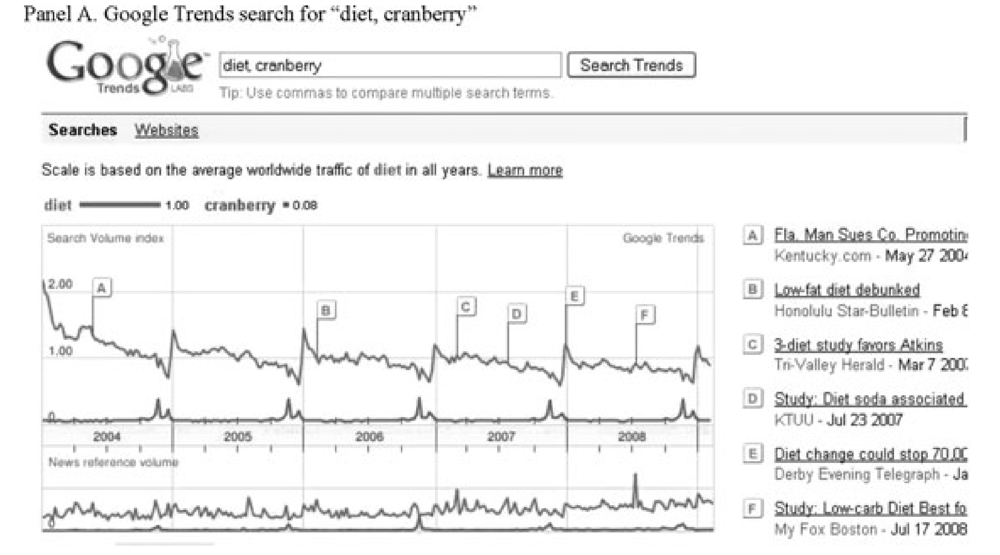 Panel A. Google Trends search for “diet, cranberry”
Google
Trends LABS
diet, cranberry
Search Trends
Tip: Use commas to compare multiple search terms.
Searches Websites
Scale is based on the average worldwide traffic of diet in all years. Learn more
diet 1.00 cranberry 0.08
Search Volume index
Google Trends
2.00
1.00
0
A
B
C
D
E
F
2004 2005 2006 2007 2008
News reference volume
0
A Fla. Man Sues Co. Promotin
Kentucky.com - May 27 200
B Low-fat diet debunked
Honolulu Star-Bulletin - Feb
C 3-diet study favors Atkins
Tri-Valley Herald - Mar 7 200
D Study: Diet soda associated
KTUU - Jul 23 2007
E Diet change could stop 70,00
Derby Evening Telegraph - Ja
F Study: Low-carb Diet Best fo
My Fox Boston - Jul 17 2008